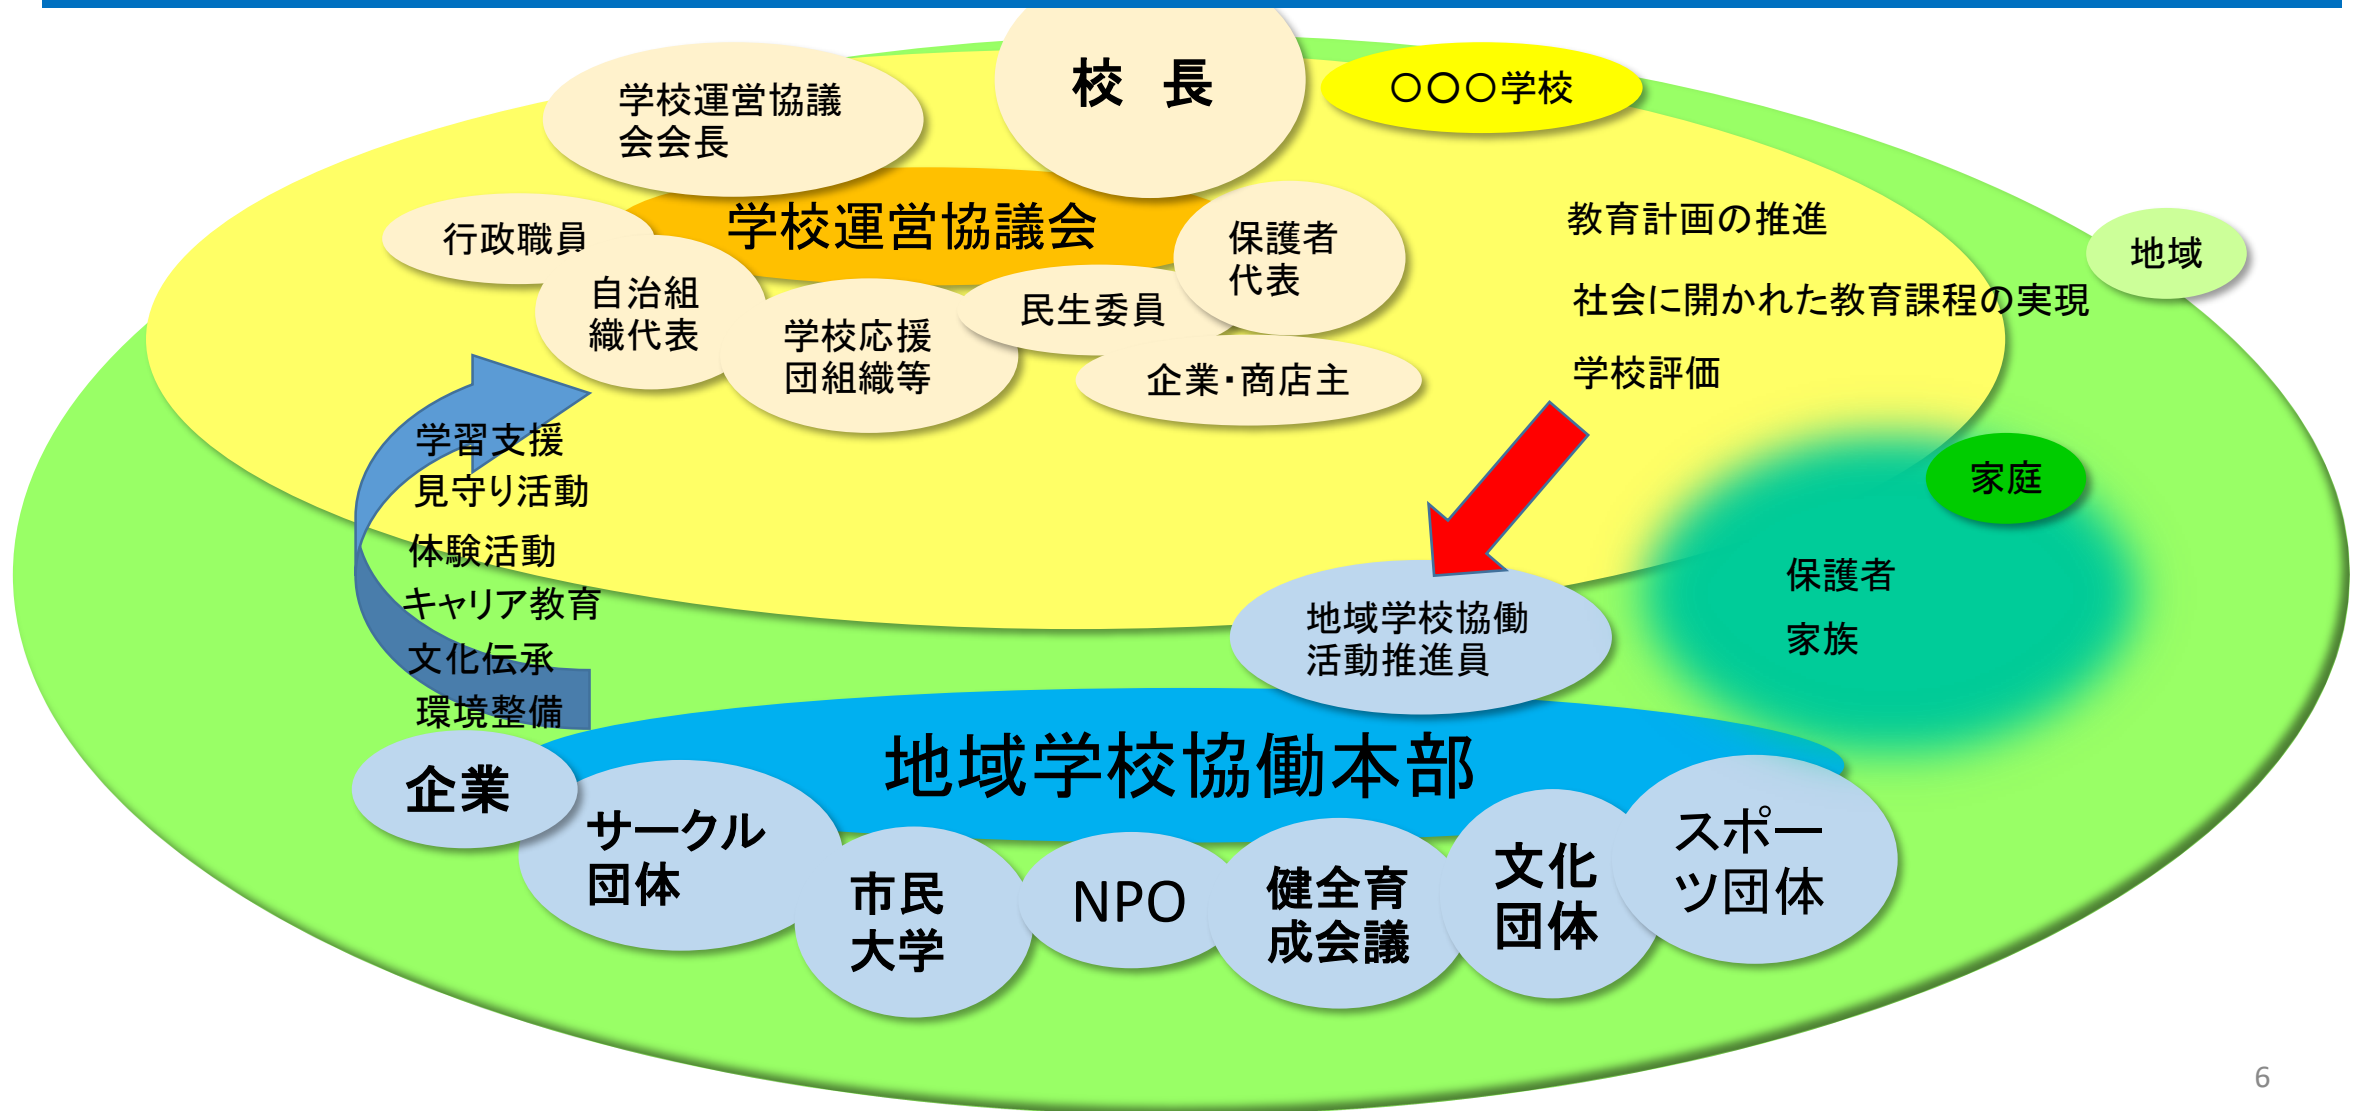 校　長
〇〇〇学校
学校運営協議
会会長
学校運営協議会
行政職員
自治組
織代表
学校応援
団組織等
民生委員
保護者
代表
企業・商店主
教育計画の推進
社会に開かれた教育課程の実現
学校評価
地域
家庭
保護者
家族
学習支援
見守り活動
体験活動
キャリア教育
文化伝承
環境整備
地域学校協働
活動推進員
地域学校協働本部
企業
サークル
団体
市民
大学
NPO
健全育
成会議
文化
団体
スポー
ツ団体
6